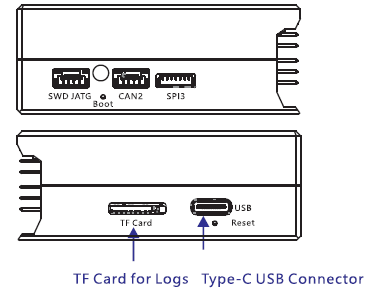 SWD JATG CAN2 SPI3
Boot
USB
TF Card Reset
TF Card for Logs Type-C USB Connector